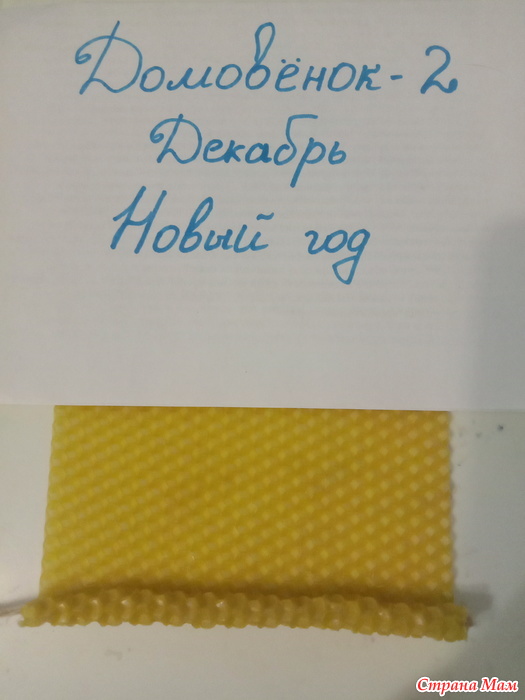 Домовёнок-2
Декабрь
Новый год
Страна Мам